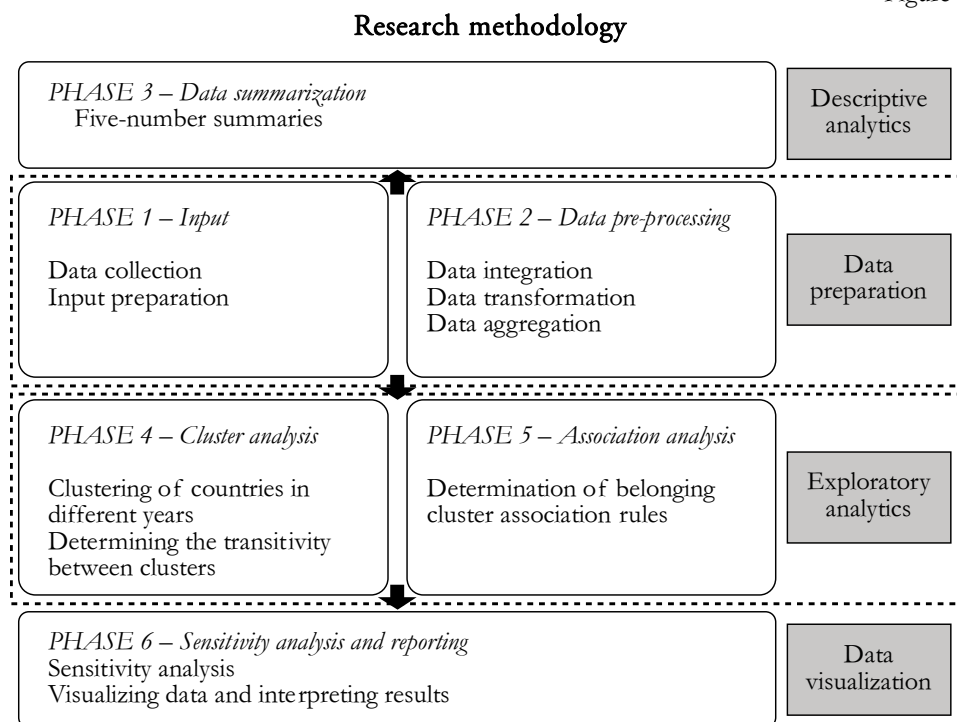 Figure
Research methodology
PHASE 3 – Data summarization
Five-number summaries
Descriptive
analytics
PHASE 1 – Input
Data collection
Input preparation
PHASE 2 – Data pre-processing
Data integration
Data transformation
Data aggregation
Data
preparation
PHASE 4 – Cluster analysis
Clustering of countries in
different years
Determining the transitivity
between clusters
PHASE 5 – Association analysis
Determination of belonging
cluster association rules
Exploratory
analytics
PHASE 6 – Sensitivity analysis and reporting
Sensitivity analysis
Visualizing data and interpreting results
Data
visualization